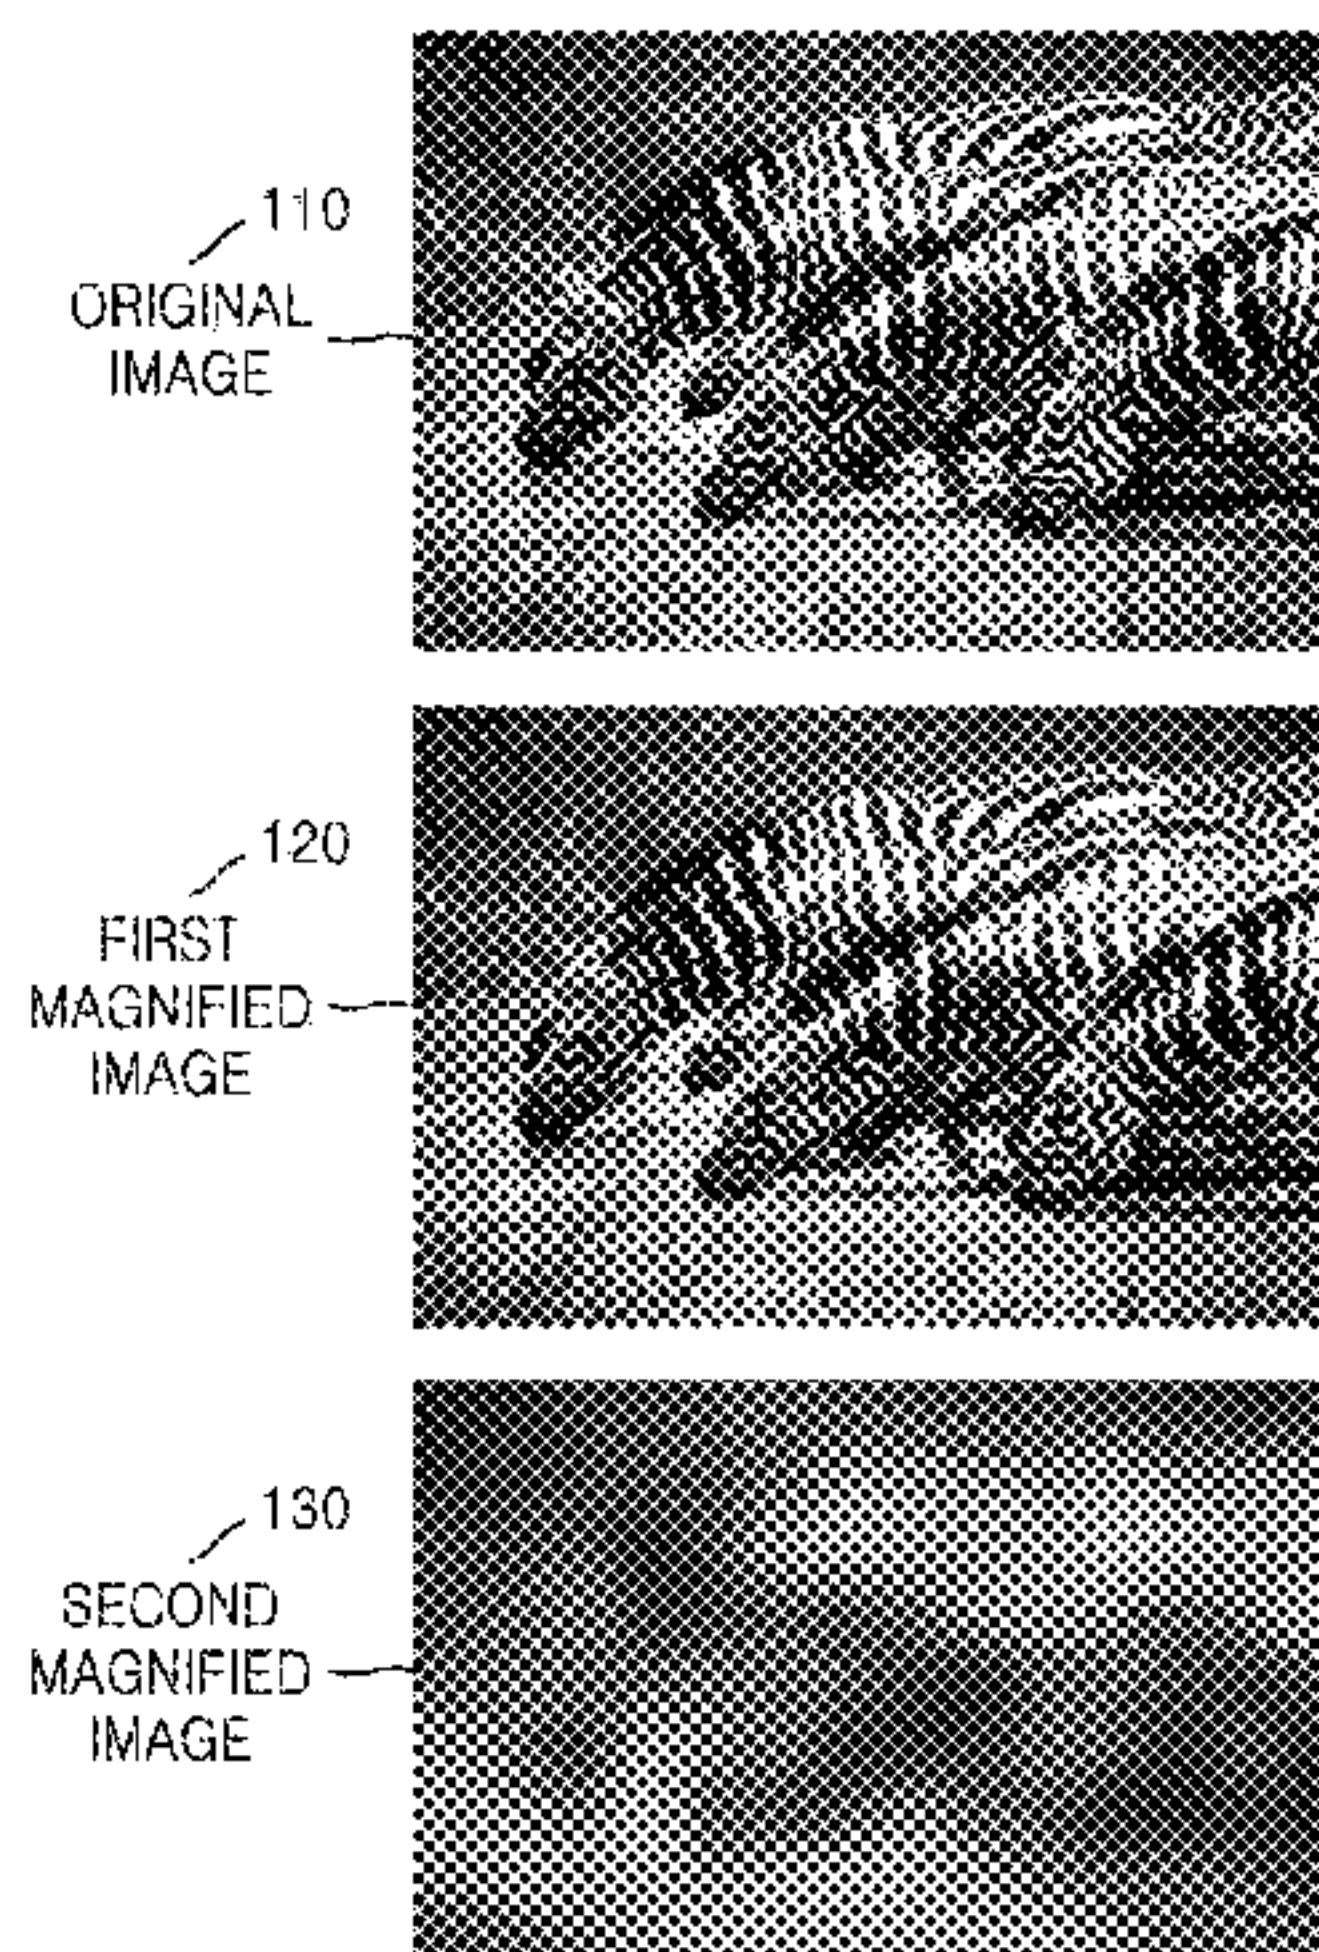 110
ORIGINAL
IMAGE
120
FIRST
MAGNIFIED
IMAGE
130
SECOND
MAGNIFIED
IMAGE